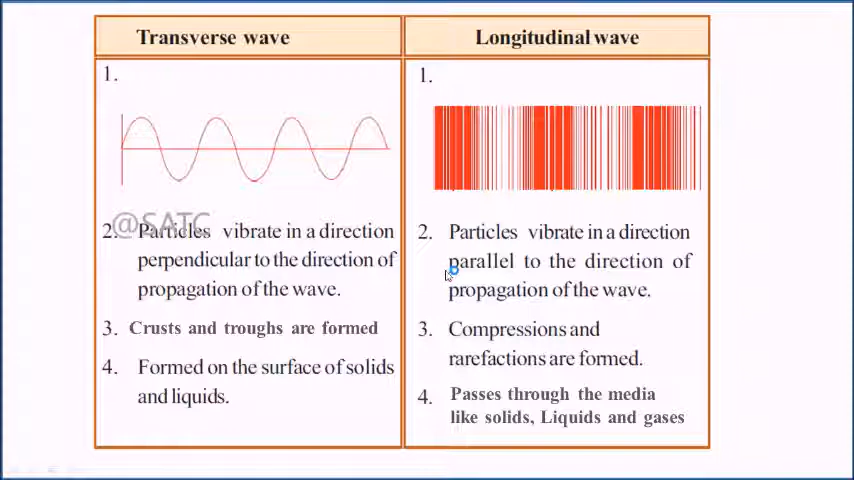 Transverse wave
Longitudinal wave
1.
@SATC
2. Particles vibrate in a direction
perpendicular to the direction of
propagation of the wave.
3. Crusts and troughs are formed
4. Formed on the surface of solids
and liquids.
1.
2. Particles vibrate in a direction
parallel to the direction of
propagation of the wave.
3. Compressions and
rarefactions are formed.
4. Passes through the media
like solids, Liquids and gases